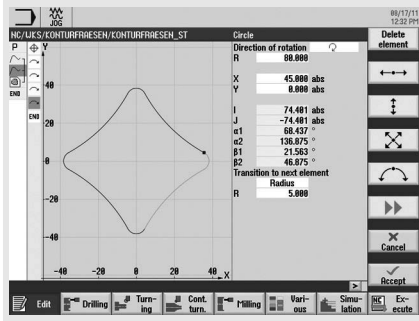 08/17/11
12:32 PM
JOG
NC/WKS/KONTURFRAESEN/KONTURFRAESEN_ST
Circle
Delete
element
P
Y
Direction of rotation
R 80.000
X 45.000 abs
Y 0.000 abs
I 74.401 abs
J -74.401 abs
α1 68.437 °
α2 136.875 °
β1 21.563 °
β2 46.875 °
Transition to next element
Radius
R 5.000
END
END
40
20
0
-20
-40
-40
-20
0
20
40
X
Cancel
Accept
Edit
Drilling
Turn-
ing
Cont.
turn.
Milling
Vari-
ous
Simu-
lation
NC
Ex-
ecute